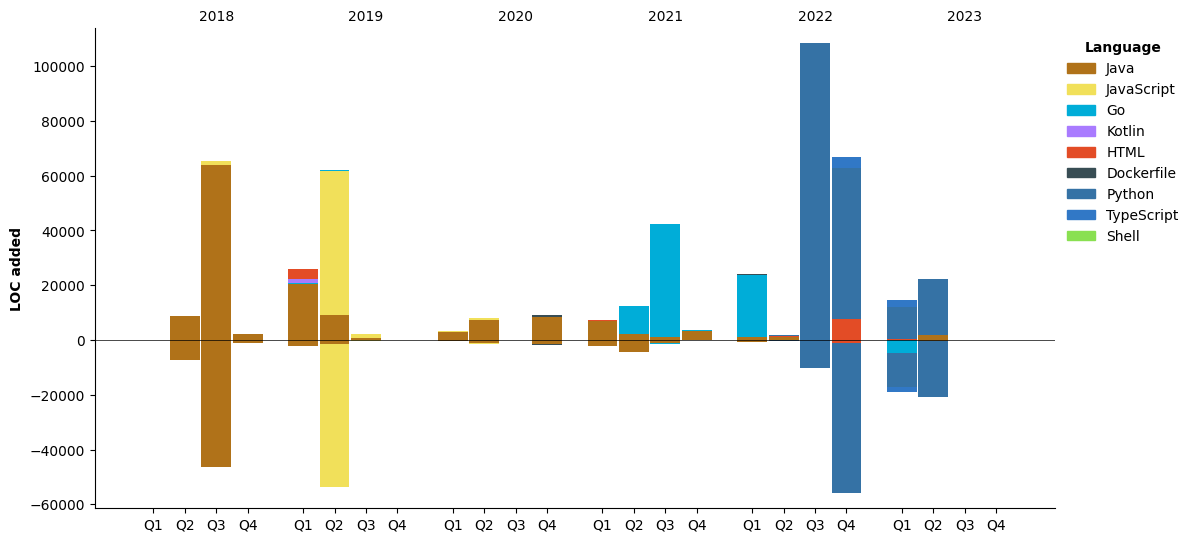 2018 2019 2020 2021 2022 2023
Language
Java
JavaScript
Go
Kotlin
HTML
Dockerfile
Python
TypeScript
Shell
LOC added
100000
80000
60000
40000
20000
0
−20000
−40000
−60000
Q1 Q2 Q3 Q4 Q1 Q2 Q3 Q4 Q1 Q2 Q3 Q4 Q1 Q2 Q3 Q4 Q1 Q2 Q3 Q4 Q1 Q2 Q3 Q4